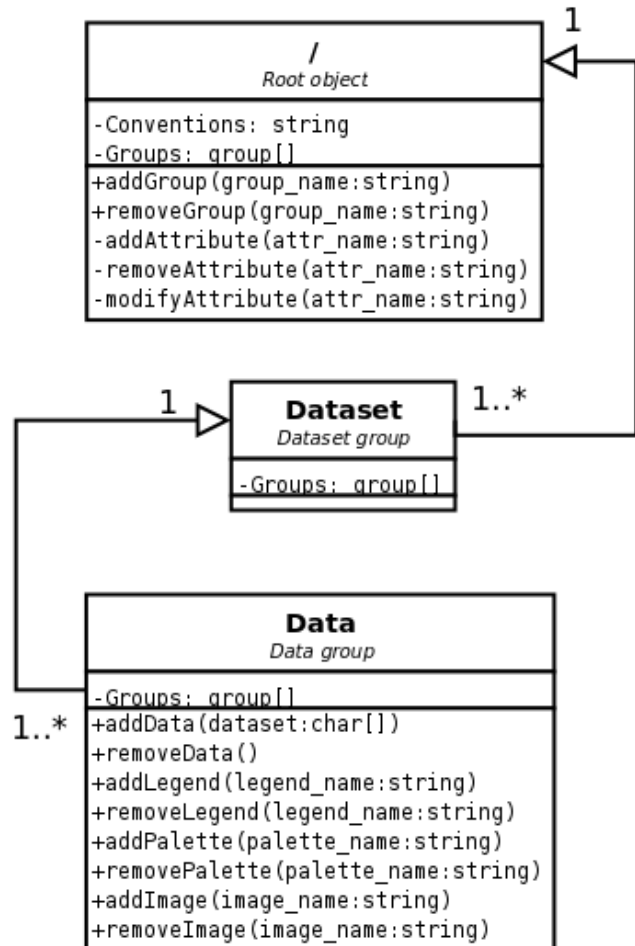 1
/
Root object
-Conventions: string
-Groups: group[]
+addGroup(group_name:string)
+removeGroup(group_name:string)
-addAttribute(attr_name:string)
-removeAttribute(attr_name:string)
-modifyAttribute(attr_name:string)
1
Dataset
1..*
Dataset group
-Groups: group[]
Data
Data group
-Groups: group[]
1..*
+addData(dataset:char[])
+removeData()
+addLegend(legend_name:string)
+removeLegend(legend_name:string)
+addPalette(palette_name:string)
+removePalette(palette_name:string)
+addImage(image_name:string)
+removeImage(image_name:string)